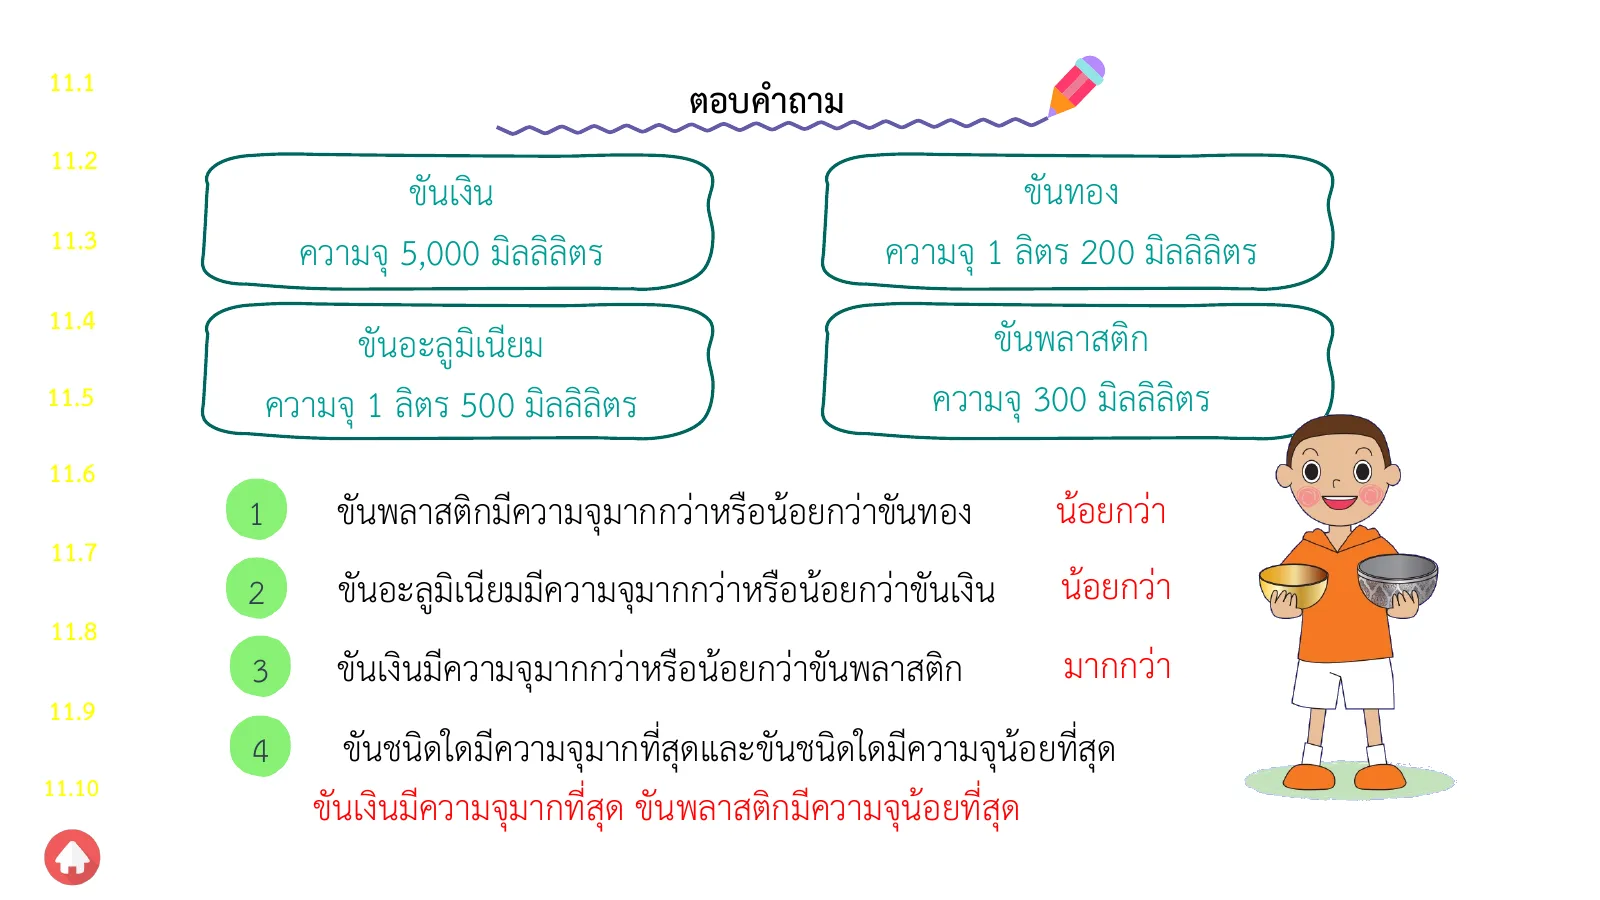 11.1
11.2
11.3
11.4
11.5
11.6
11.7
11.8
11.9
11.10
ตอบคำถาม
ขันเงิน
ความจุ 5,000 มิลลิลิตร
ขันทอง
ความจุ 1 ลิตร 200 มิลลิลิตร
ขันอะลูมิเนียม
ความจุ 1 ลิตร 500 มิลลิลิตร
ขันพลาสติก
ความจุ 300 มิลลิลิตร
1 ขันพลาสติกมีความจุมากกว่าหรือน้อยกว่าขันทอง น้อยกว่า
2 ขันอะลูมิเนียมมีความจุมากกว่าหรือน้อยกว่าขันเงิน น้อยกว่า
3 ขันเงินมีความจุมากกว่าหรือน้อยกว่าขันพลาสติก มากกว่า
4 ขันชนิดใดมีความจุมากที่สุดและขันชนิดใดมีความจุน้อยที่สุด
ขันเงินมีความจุมากที่สุด ขันพลาสติกมีความจุน้อยที่สุด